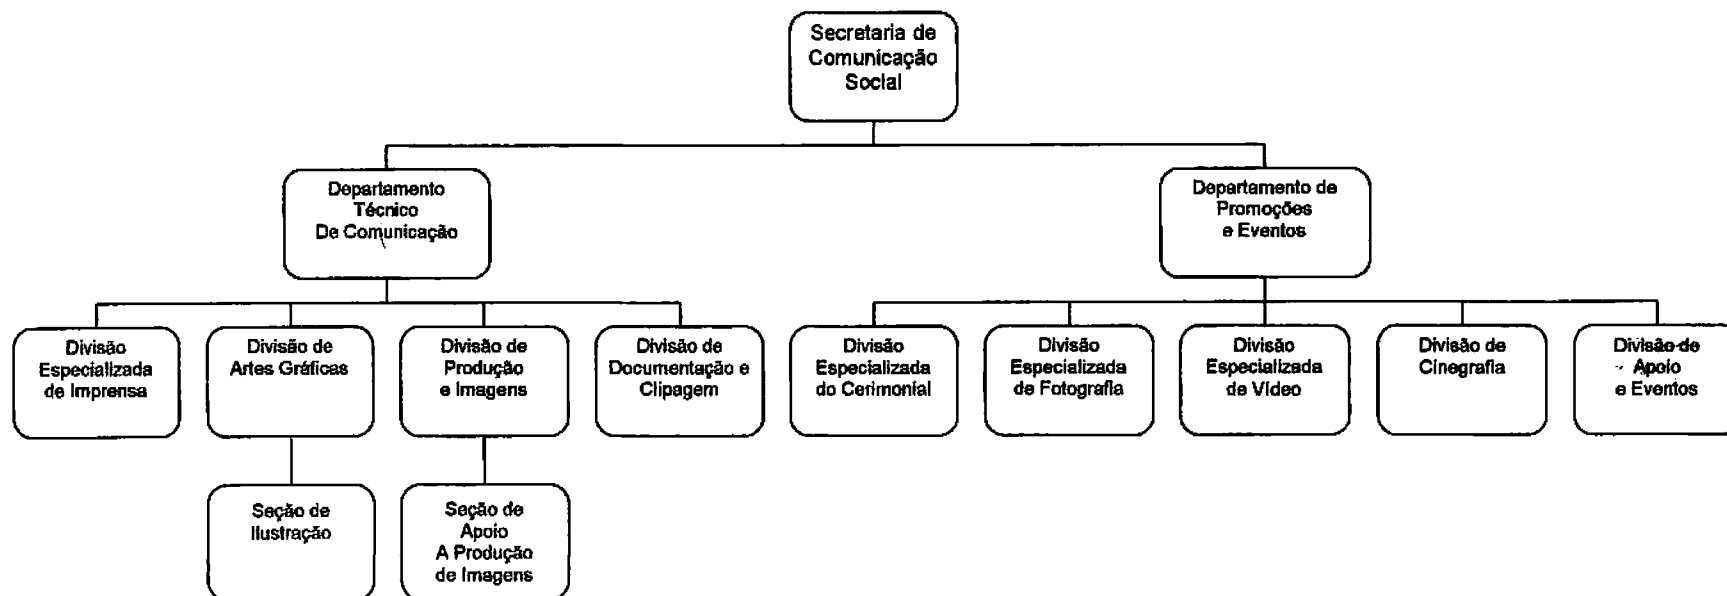 Secretaria de
Comunicação
Social
Departamento
Técnico
De Comunicação
Departamento de
Promoções
e Eventos
Divisão
Especializada
de Imprensa
Divisão de
Artes Gráficas
Divisão de
Produção
e Imagens
Divisão de
Documentação e
Clipagem
Divisão
Especializada
do Cerimonial
Divisão
Especializada
de Fotografia
Divisão
Especializada
de Vídeo
Divisão de
Cinegrafia
Divisão de
Apoio
e Eventos
Seção de
Ilustração
Seção de
Apoio
A Produção
de Imagens